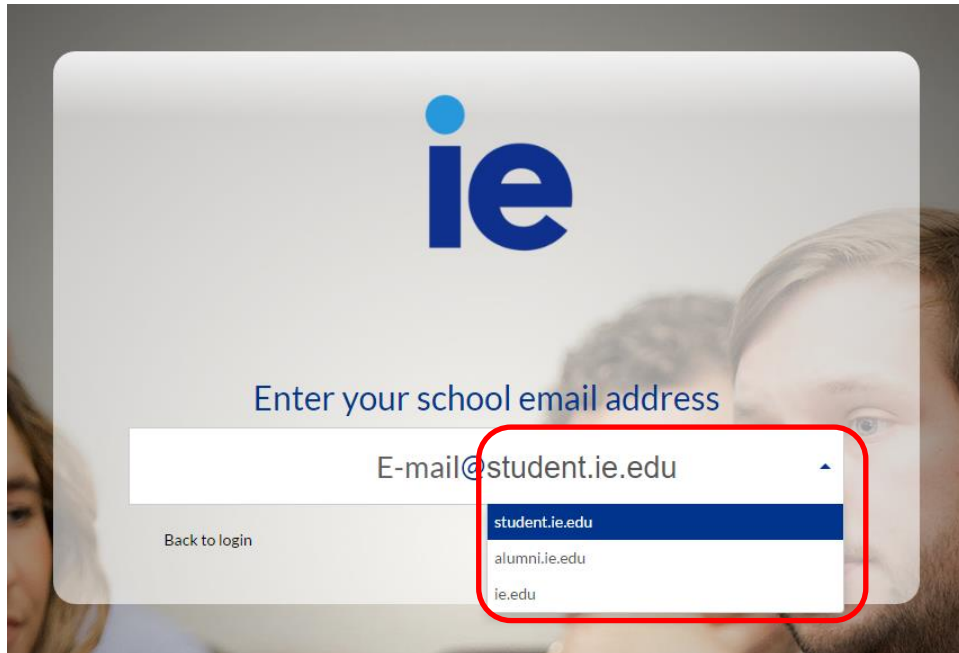 ie
Enter your school email address
E-mail@student.ie.edu
student.ie.edu
Back to login
alumni.ie.edu
ie.edu